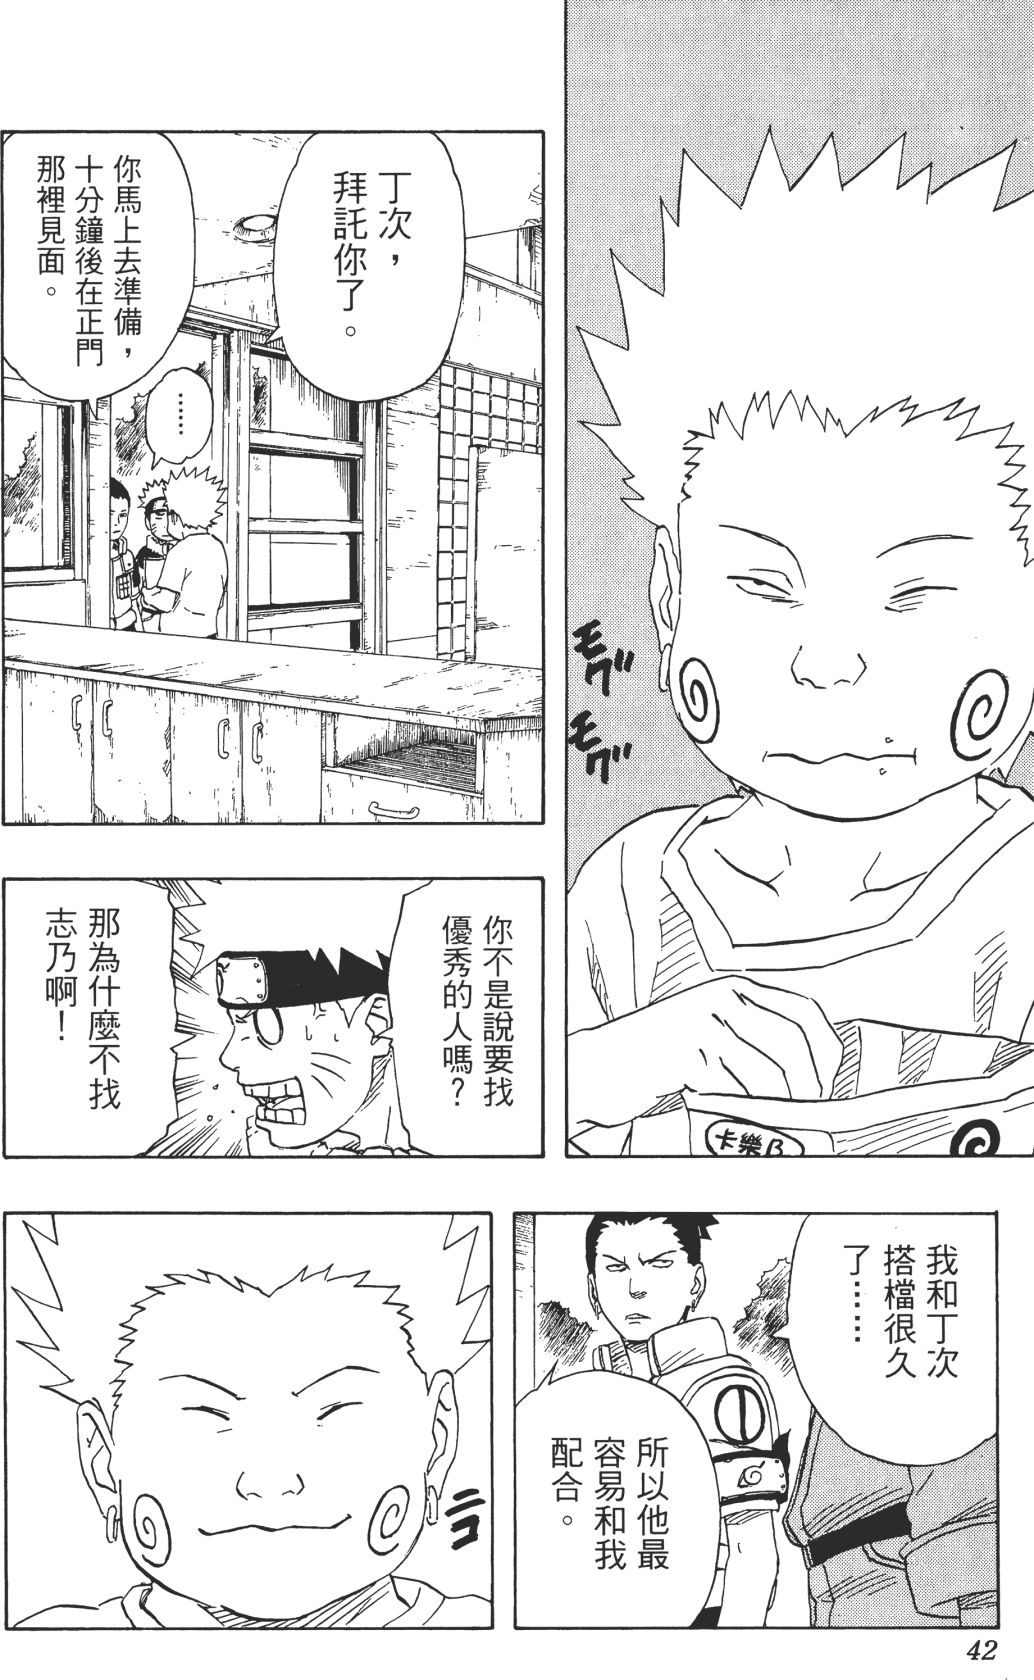 モグ
モグ
卡樂B
丁次，
拜託你了。
你馬上去準備，
十分鐘後在正門
那裡見面。
……
你不是說要找
優秀的人嗎？
那為什麼不找
志乃啊！
我和丁次
搭檔很久
了……
所以他最
容易和我
配合。
ニコ
42